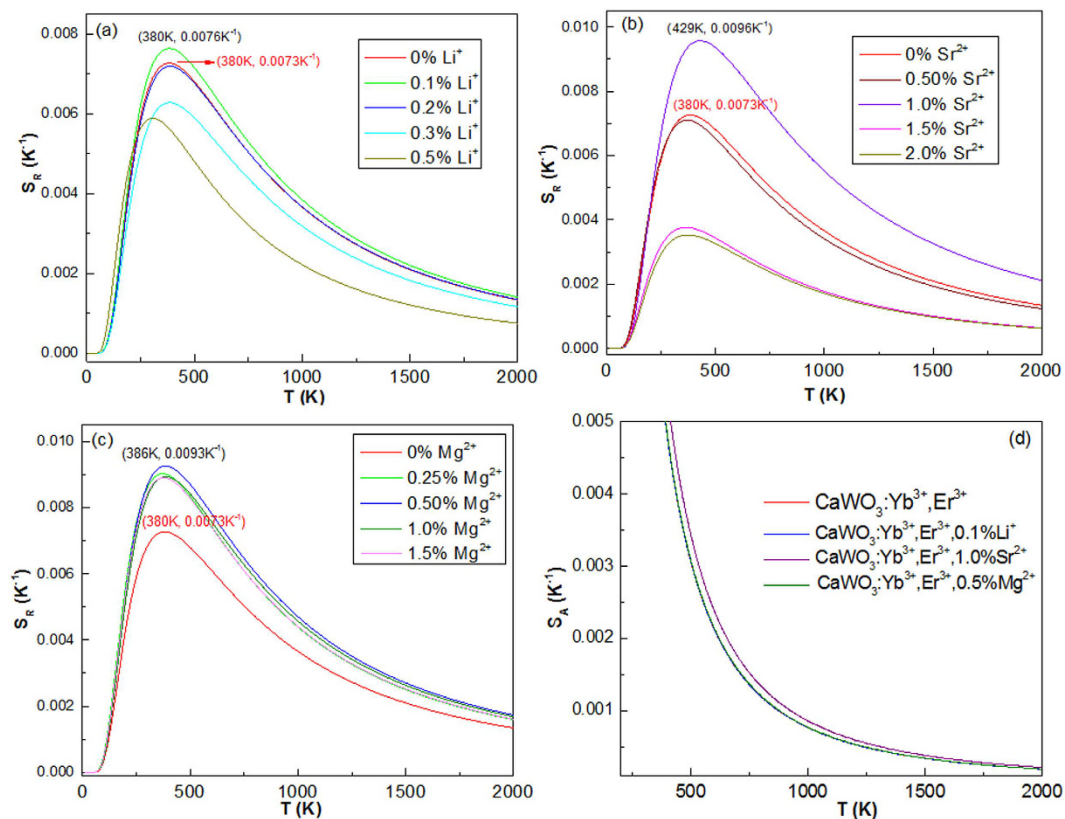 (a)
(380K, 0.0076K⁻¹)
(380K, 0.0073K⁻¹)
0% Li⁺
0.1% Li⁺
0.2% Li⁺
0.3% Li⁺
0.5% Li⁺
S_R (K⁻¹)
0.008
0.006
0.004
0.002
0.000
0 500 1000 1500 2000
T (K)
(b)
(429K, 0.0096K⁻¹)
(380K, 0.0073K⁻¹)
0% Sr²⁺
0.50% Sr²⁺
1.0% Sr²⁺
1.5% Sr²⁺
2.0% Sr²⁺
S_R (K⁻¹)
0.010
0.008
0.006
0.004
0.002
0.000
0 500 1000 1500 2000
T (K)
(c)
(386K, 0.0093K⁻¹)
(380K, 0.0073K⁻¹)
0% Mg²⁺
0.25% Mg²⁺
0.50% Mg²⁺
1.0% Mg²⁺
1.5% Mg²⁺
S_R (K⁻¹)
0.010
0.008
0.006
0.004
0.002
0.000
0 500 1000 1500 2000
T (K)
(d)
CaWO₃:Yb³⁺,Er³⁺
CaWO₃:Yb³⁺,Er³⁺,0.1%Li⁺
CaWO₃:Yb³⁺,Er³⁺,1.0%Sr²⁺
CaWO₃:Yb³⁺,Er³⁺,0.5%Mg²⁺
S_A (K⁻¹)
0.005
0.004
0.003
0.002
0.001
500 1000 1500 2000
T (K)